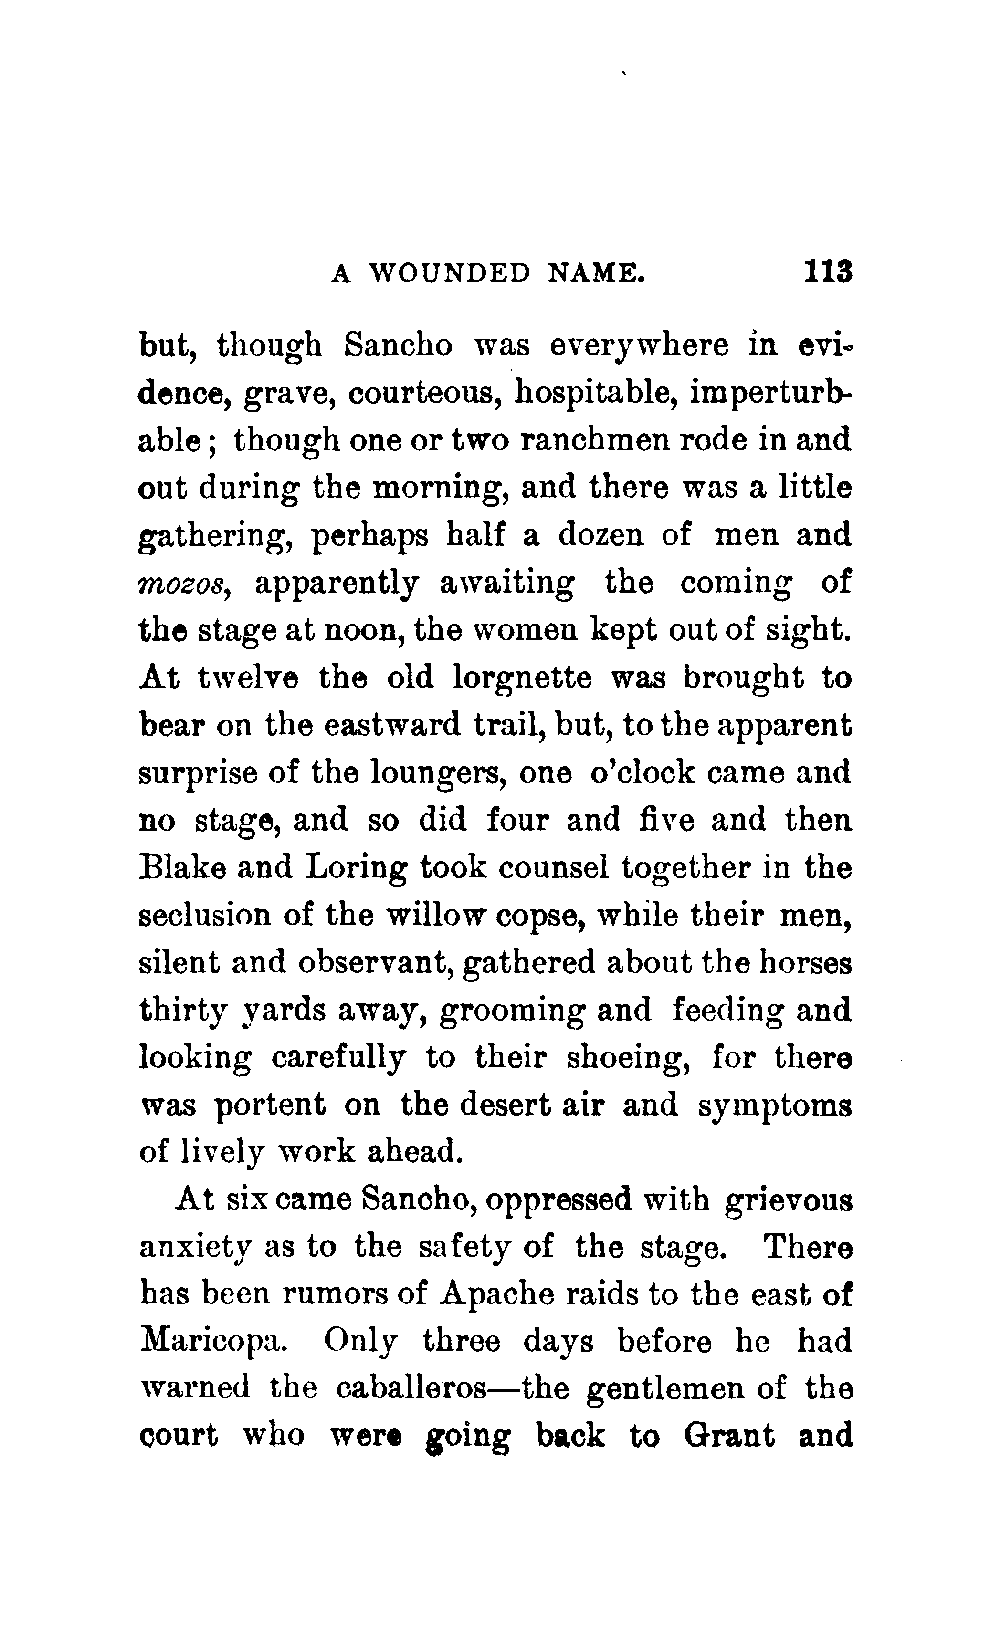 A WOUNDED NAME. 113
but, though Sancho was everywhere in evi-
dence, grave, courteous, hospitable, imperturb-
able; though one or two ranchmen rode in and
out during the morning, and there was a little
gathering, perhaps half a dozen of men and
mozos, apparently awaiting the coming of
the stage at noon, the women kept out of sight.
At twelve the old lorgnette was brought to
bear on the eastward trail, but, to the apparent
surprise of the loungers, one o'clock came and
no stage, and so did four and five and then
Blake and Loring took counsel together in the
seclusion of the willow copse, while their men,
silent and observant, gathered about the horses
thirty yards away, grooming and feeding and
looking carefully to their shoeing, for there
was portent on the desert air and symptoms
of lively work ahead.
At six came Sancho, oppressed with grievous
anxiety as to the safety of the stage. There
has been rumors of Apache raids to the east of
Maricopa. Only three days before he had
warned the caballeros—the gentlemen of the
court who were going back to Grant and